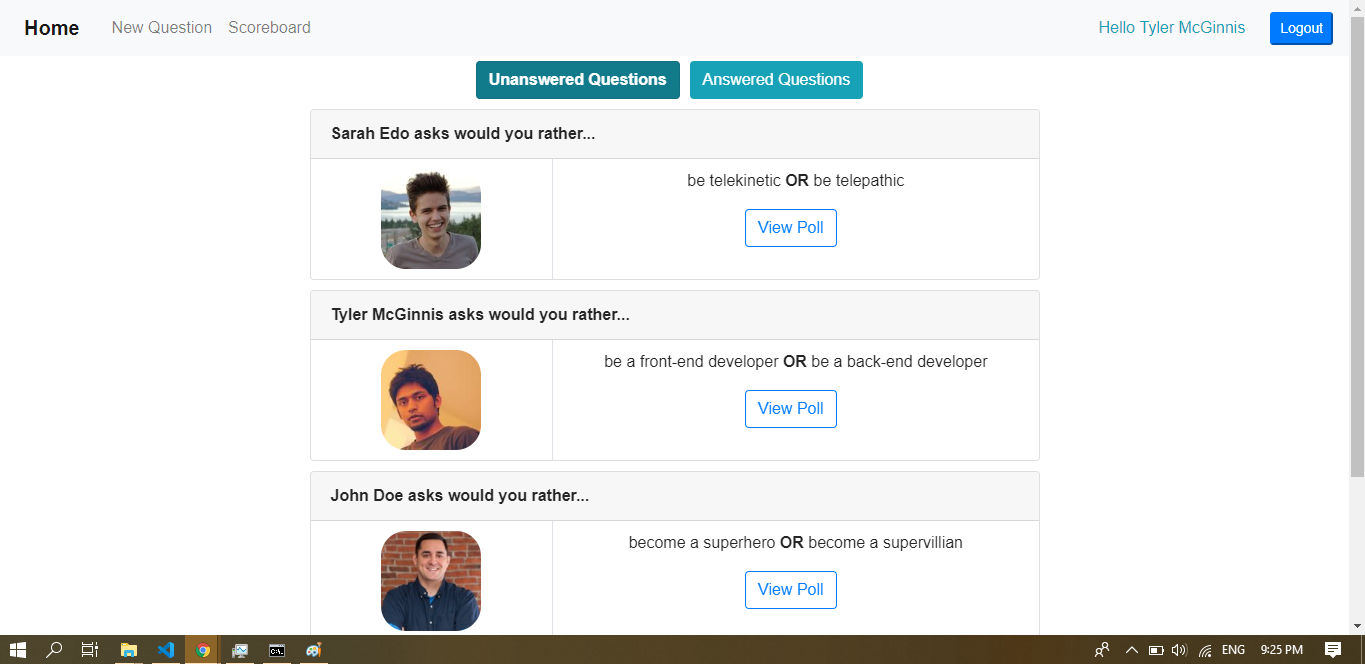 Home New Question Scoreboard Hello Tyler McGinnis Logout
Unanswered Questions Answered Questions
Sarah Edo asks would you rather...
be telekinetic OR be telepathic
View Poll
Tyler McGinnis asks would you rather...
be a front-end developer OR be a back-end developer
View Poll
John Doe asks would you rather...
become a superhero OR become a supervillian
View Poll
ENG 9:25 PM